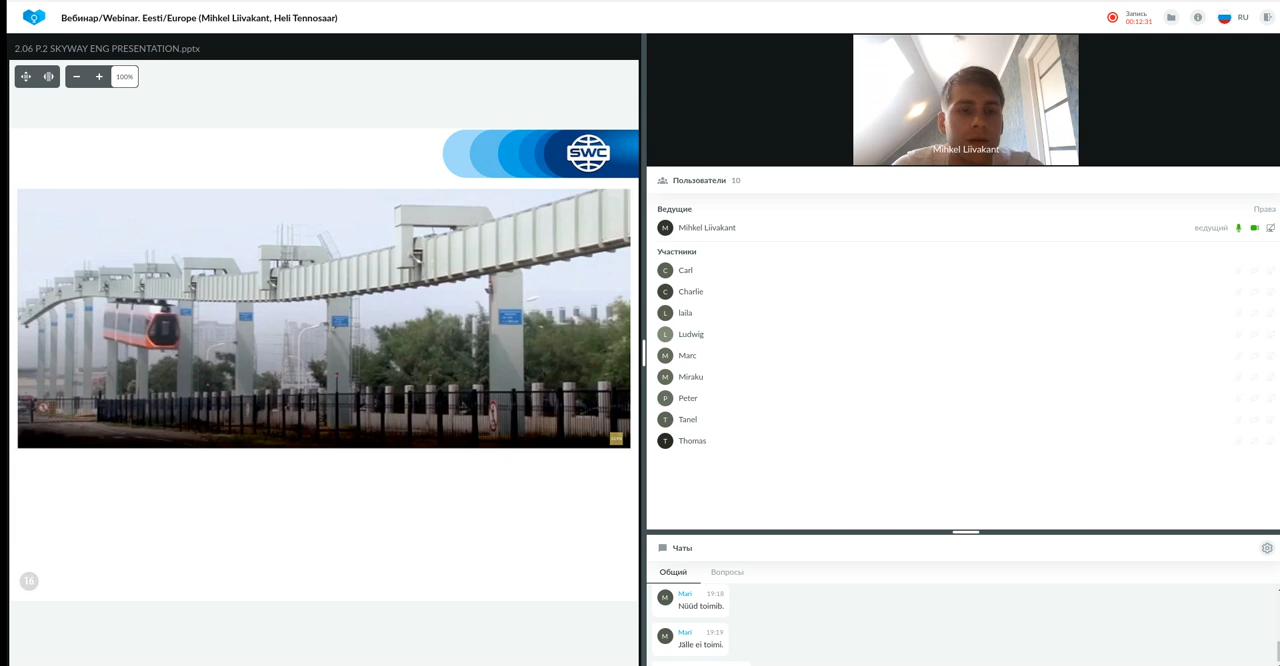 Вебинар/Webinar. Eesti/Europe (Mihkel Liivakant, Heli Tennosaar)
Запись
00:12:31
RU
2.06 P.2 SKYWAY ENG PRESENTATION.pptx
100%
SWC
16
Mihkel Liivakant
Пользователи 10
Ведущие Права
M Mihkel Liivakant ведущий
Участники
C Carl
C Charlie
L laila
L Ludwig
M Marc
M Miraku
P Peter
T Tanel
T Thomas
Чаты
Общий Вопросы
M Mari 19:18
Nüüd toimib.
M Mari 19:19
Jälle ei toimi.